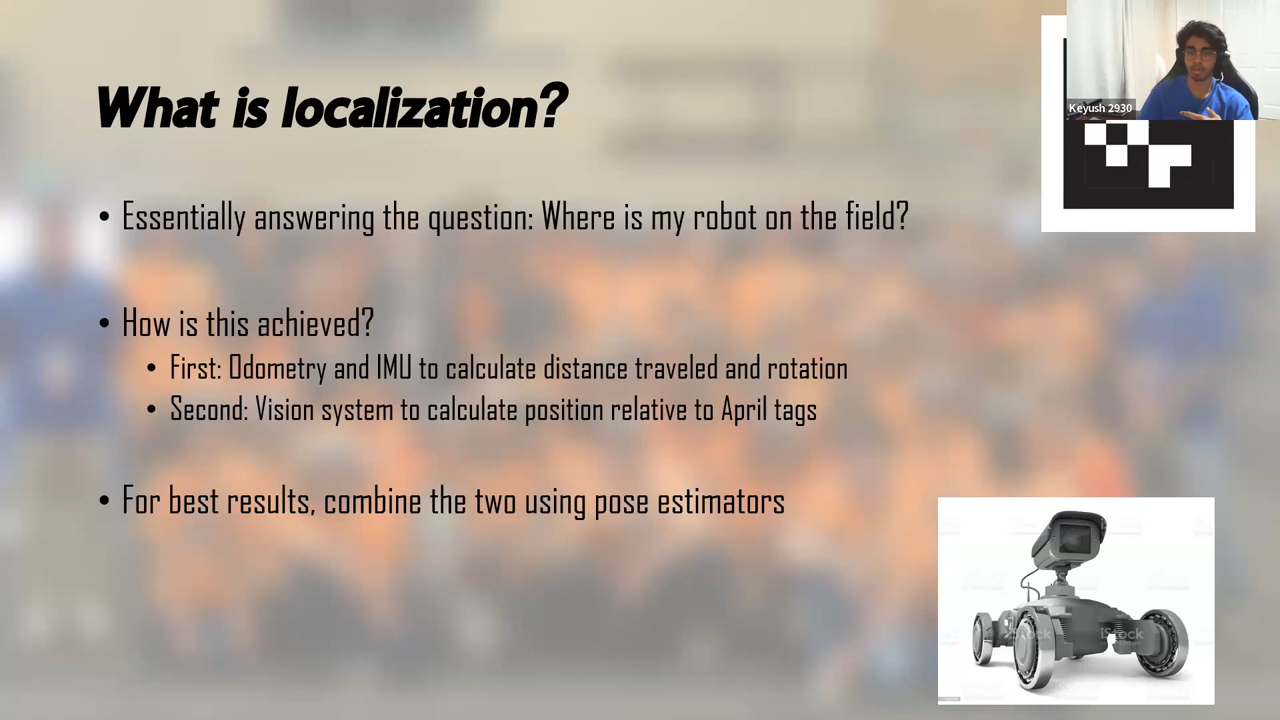 What is localization?
Keyush 2930
• Essentially answering the question: Where is my robot on the field?
• How is this achieved?
• First: Odometry and IMU to calculate distance traveled and rotation
• Second: Vision system to calculate position relative to April tags
• For best results, combine the two using pose estimators
iStock
iStock